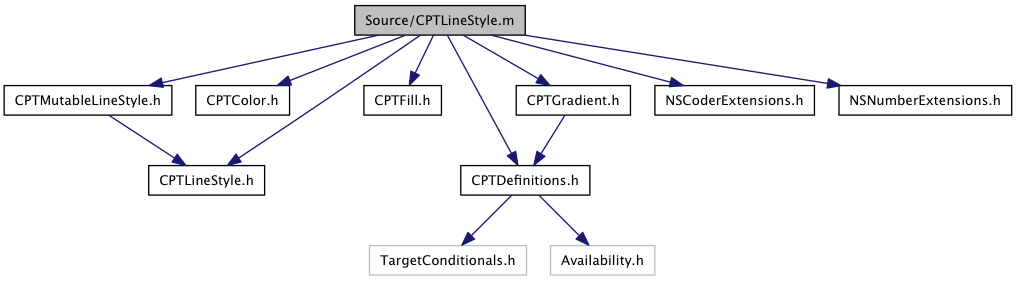 Source/CPTLineStyle.m
CPTMutableLineStyle.h
CPTColor.h
CPTFill.h
CPTGradient.h
NSCoderExtensions.h
NSNumberExtensions.h
CPTLineStyle.h
CPTDefinitions.h
TargetConditionals.h
Availability.h